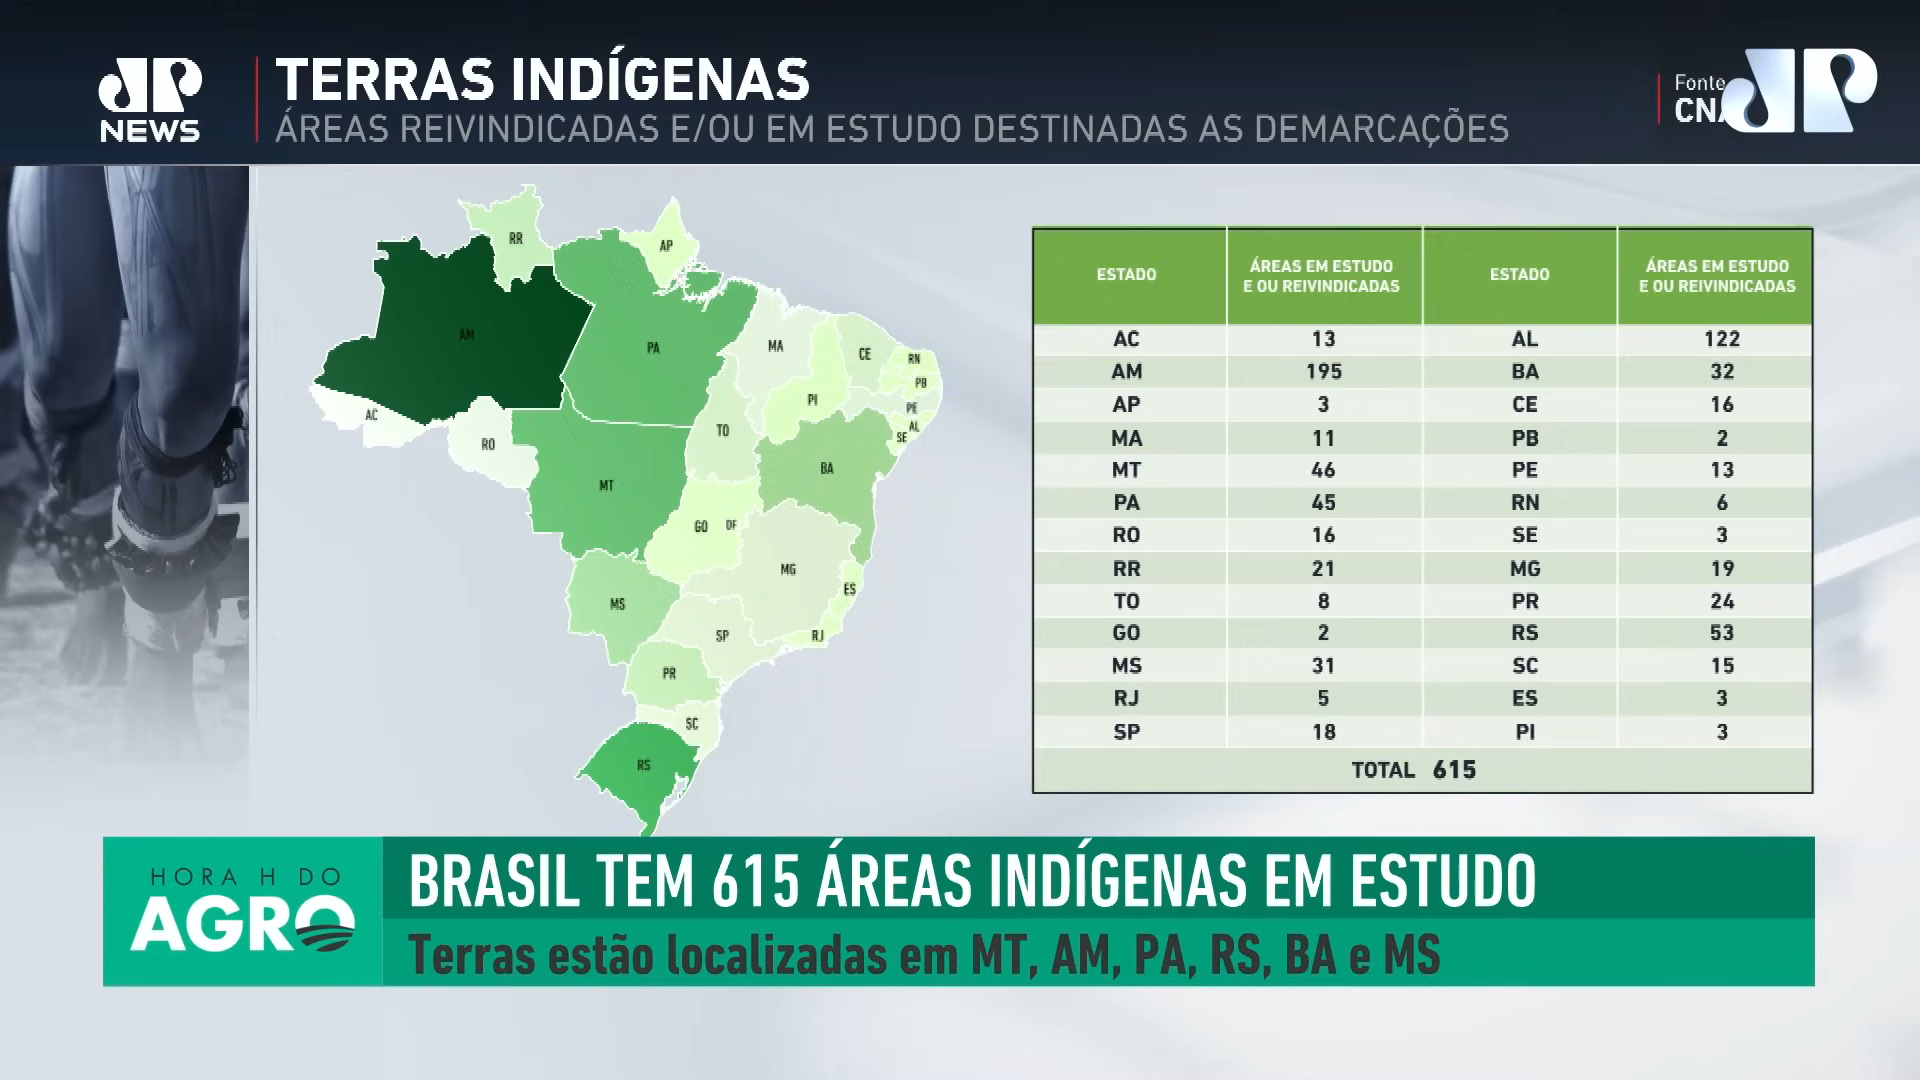 JP
NEWS
TERRAS INDÍGENAS
ÁREAS REIVINDICADAS E/OU EM ESTUDO DESTINADAS AS DEMARCAÇÕES
Fonte
CNA
JP
RR
AP
AM
PA
MA
CE
RN
PB
PI
PE
AC
AL
TO
SE
RO
BA
MT
GO
DF
MG
ES
MS
SP
RJ
PR
SC
RS
ESTADO ÁREAS EM ESTUDO E OU REIVINDICADAS ESTADO ÁREAS EM ESTUDO E OU REIVINDICADAS
AC 13 AL 122
AM 195 BA 32
AP 3 CE 16
MA 11 PB 2
MT 46 PE 13
PA 45 RN 6
RO 16 SE 3
RR 21 MG 19
TO 8 PR 24
GO 2 RS 53
MS 31 SC 15
RJ 5 ES 3
SP 18 PI 3
TOTAL 615
HORA H DO
AGRO
BRASIL TEM 615 ÁREAS INDÍGENAS EM ESTUDO
Terras estão localizadas em MT, AM, PA, RS, BA e MS